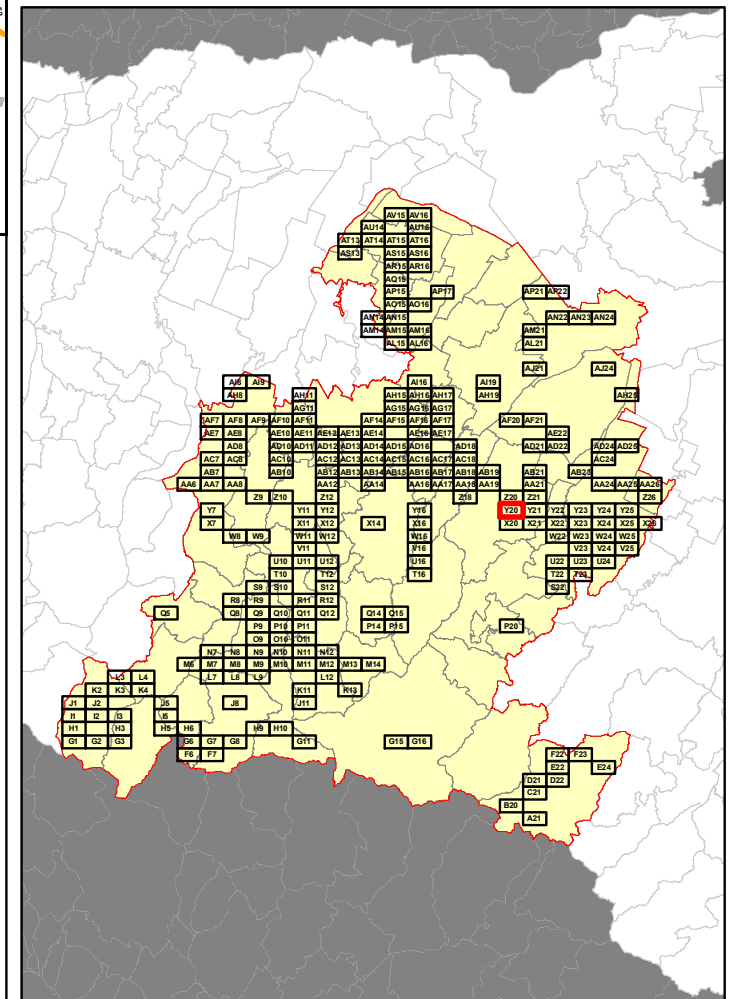 AV15 AV16
AU14 AU16
AT13 AT14 AT15 AT16
AS13 AS15 AS16
AR15 AR16
AQ15
AP15 AP17 AP21 AP22
AO15 AO16
AN14 AN15 AN22 AN23 AN24
AM14 AM15 AM16 AM21
AL15 AL16 AL21
AJ21 AJ24
AI8 AI9 AI16 AI19
AH8 AH11 AH15 AH16 AH17 AH19 AH25
AG11 AG15 AG16 AG17
AF7 AF8 AF9 AF10 AF11 AF14 AF15 AF16 AF17 AF20 AF21
AE7 AE8 AE10 AE11 AE12 AE13 AE14 AE16 AE17 AE22
AD8 AD10 AD11 AD12 AD13 AD14 AD15 AD16 AD18 AD21 AD22 AD24 AD25
AC7 AC8 AC10 AC12 AC13 AC14 AC15 AC16 AC17 AC18 AC24
AB7 AB10 AB12 AB13 AB14 AB15 AB16 AB17 AB18 AB19 AB21 AB23
AA6 AA7 AA8 AA12 AA14 AA16 AA17 AA18 AA19 AA21 AA24 AA25 AA26
Z9 Z10 Z12 Z18 Z20 Z21 Z26
Y7 Y11 Y12 Y16 Y20 Y21 Y22 Y23 Y24 Y25
X7 X11 X12 X14 X16 X20 X21 X22 X23 X24 X25 X26
W8 W9 W11 W12 W16 W22 W23 W24 W25
V11 V16 V23 V24 V25
U10 U11 U12 U16 U22 U23 U24
T10 T12 T16 T22 T23
S9 S10 S12 S22
R8 R9 R11 R12
Q5 Q8 Q9 Q10 Q11 Q12 Q14 Q15
P9 P10 P11 P14 P15 P20
O9 O10 O11
N7 N8 N9 N10 N11 N12
M6 M7 M8 M9 M10 M11 M12 M13 M14
L3 L4 L7 L8 L9 L12
K2 K3 K4 K11 K13
J1 J2 J5 J8 J11
I1 I2 I3 I5
H1 H3 H5 H6 H9 H10
G1 G2 G3 G6 G7 G8 G11 G15 G16
F6 F7 F22 F23
E22 E24
D21 D22
C21
B20
A21